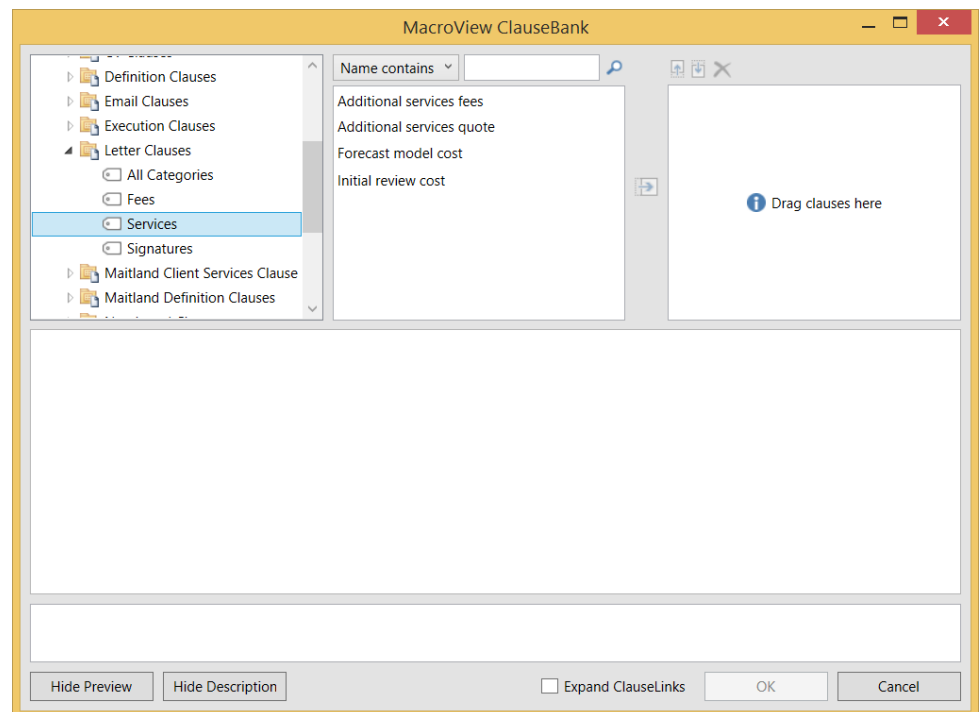 MacroView ClauseBank
Definition Clauses
Email Clauses
Execution Clauses
Letter Clauses
All Categories
Fees
Services
Signatures
Maitland Client Services Clause
Maitland Definition Clauses
Name contains
Additional services fees
Additional services quote
Forecast model cost
Initial review cost
Drag clauses here
Hide Preview
Hide Description
Expand ClauseLinks
OK
Cancel